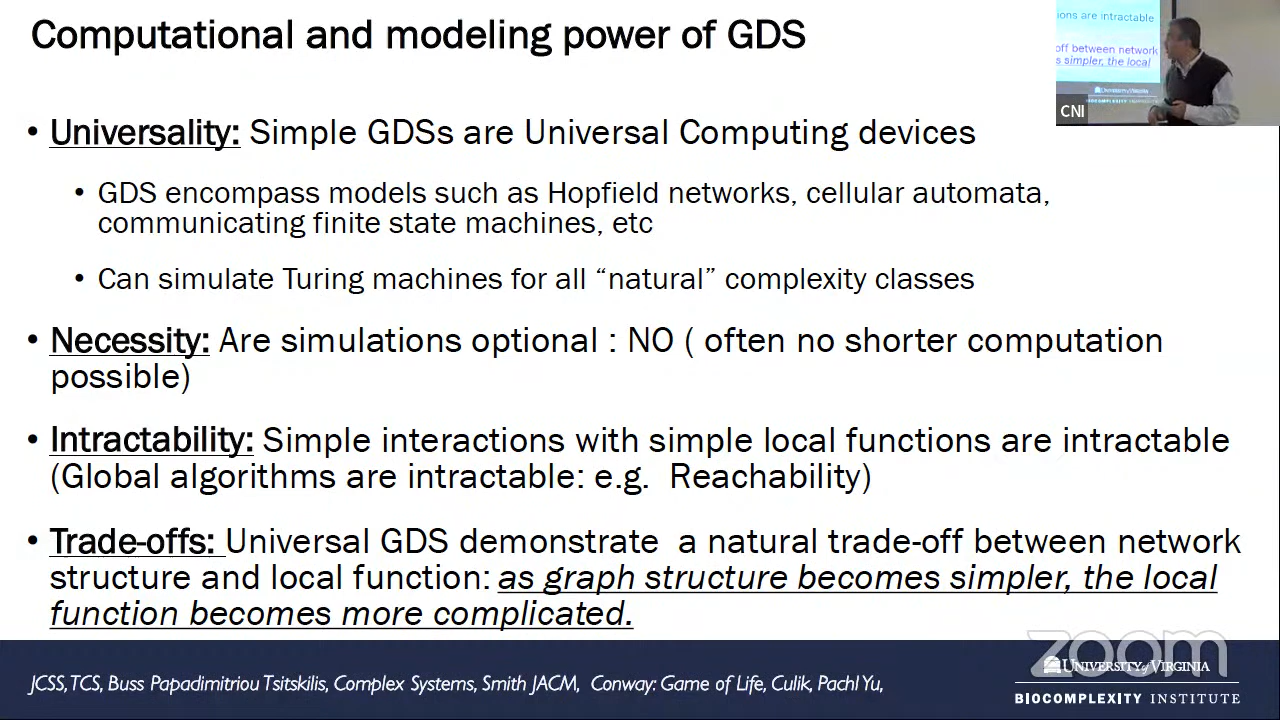 Computational and modeling power of GDS
ions are intractable
off between network
s simpler, the local
UNIVERSITY of VIRGINIA
BIOCOMPLEXITY INSTITUTE
CNI
• Universality: Simple GDSs are Universal Computing devices
• GDS encompass models such as Hopfield networks, cellular automata,
communicating finite state machines, etc
• Can simulate Turing machines for all “natural” complexity classes
• Necessity: Are simulations optional : NO ( often no shorter computation
possible)
• Intractability: Simple interactions with simple local functions are intractable
(Global algorithms are intractable: e.g. Reachability)
• Trade-offs: Universal GDS demonstrate a natural trade-off between network
structure and local function: as graph structure becomes simpler, the local
function becomes more complicated.
zoom
JCSS, TCS, Buss Papadimitriou Tsitskilis, Complex Systems, Smith JACM, Conway: Game of Life, Culik, Pachl Yu,
UNIVERSITY of VIRGINIA
BIOCOMPLEXITY INSTITUTE